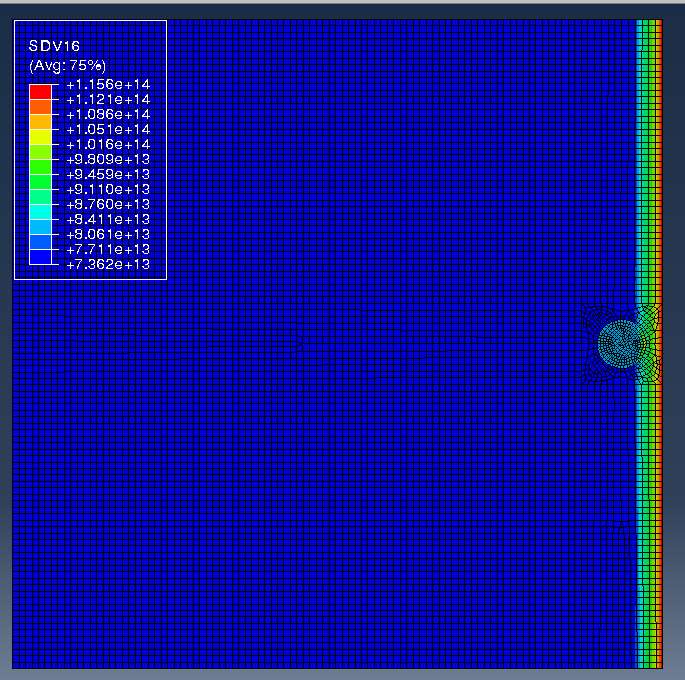 SDV16
(Avg: 75%)
+1.156e+14
+1.121e+14
+1.086e+14
+1.051e+14
+1.016e+14
+9.809e+13
+9.459e+13
+9.110e+13
+8.760e+13
+8.411e+13
+8.061e+13
+7.711e+13
+7.362e+13